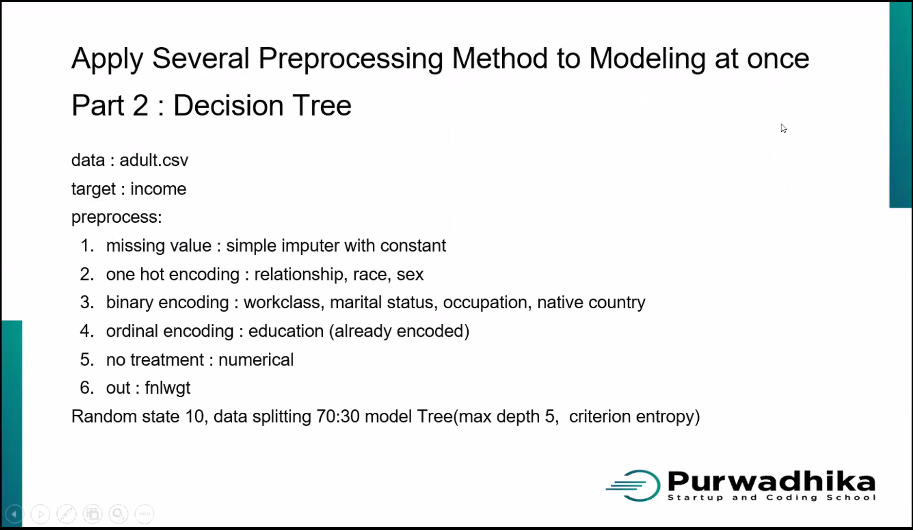 Apply Several Preprocessing Method to Modeling at once
Part 2 : Decision Tree
data : adult.csv
target : income
preprocess:
1. missing value : simple imputer with constant
2. one hot encoding : relationship, race, sex
3. binary encoding : workclass, marital status, occupation, native country
4. ordinal encoding : education (already encoded)
5. no treatment : numerical
6. out : fnlwgt
Random state 10, data splitting 70:30 model Tree(max depth 5,  criterion entropy)
Purwadhika
Startup and Coding School